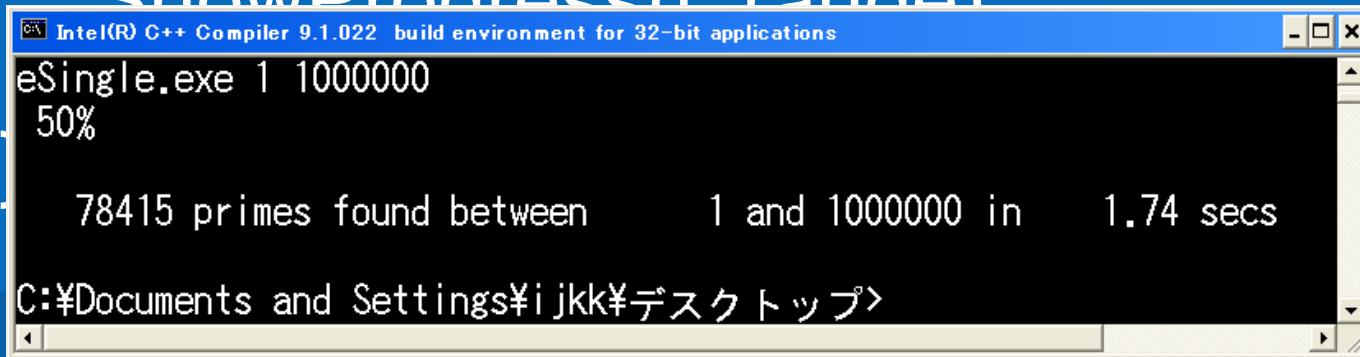 Intel(R) C++ Compiler 9.1.022 build environment for 32-bit applications
eSingle.exe 1 1000000
50%
78415 primes found between 1 and 1000000 in 1.74 secs
C:¥Documents and Settings¥ijkk¥デスクトップ>